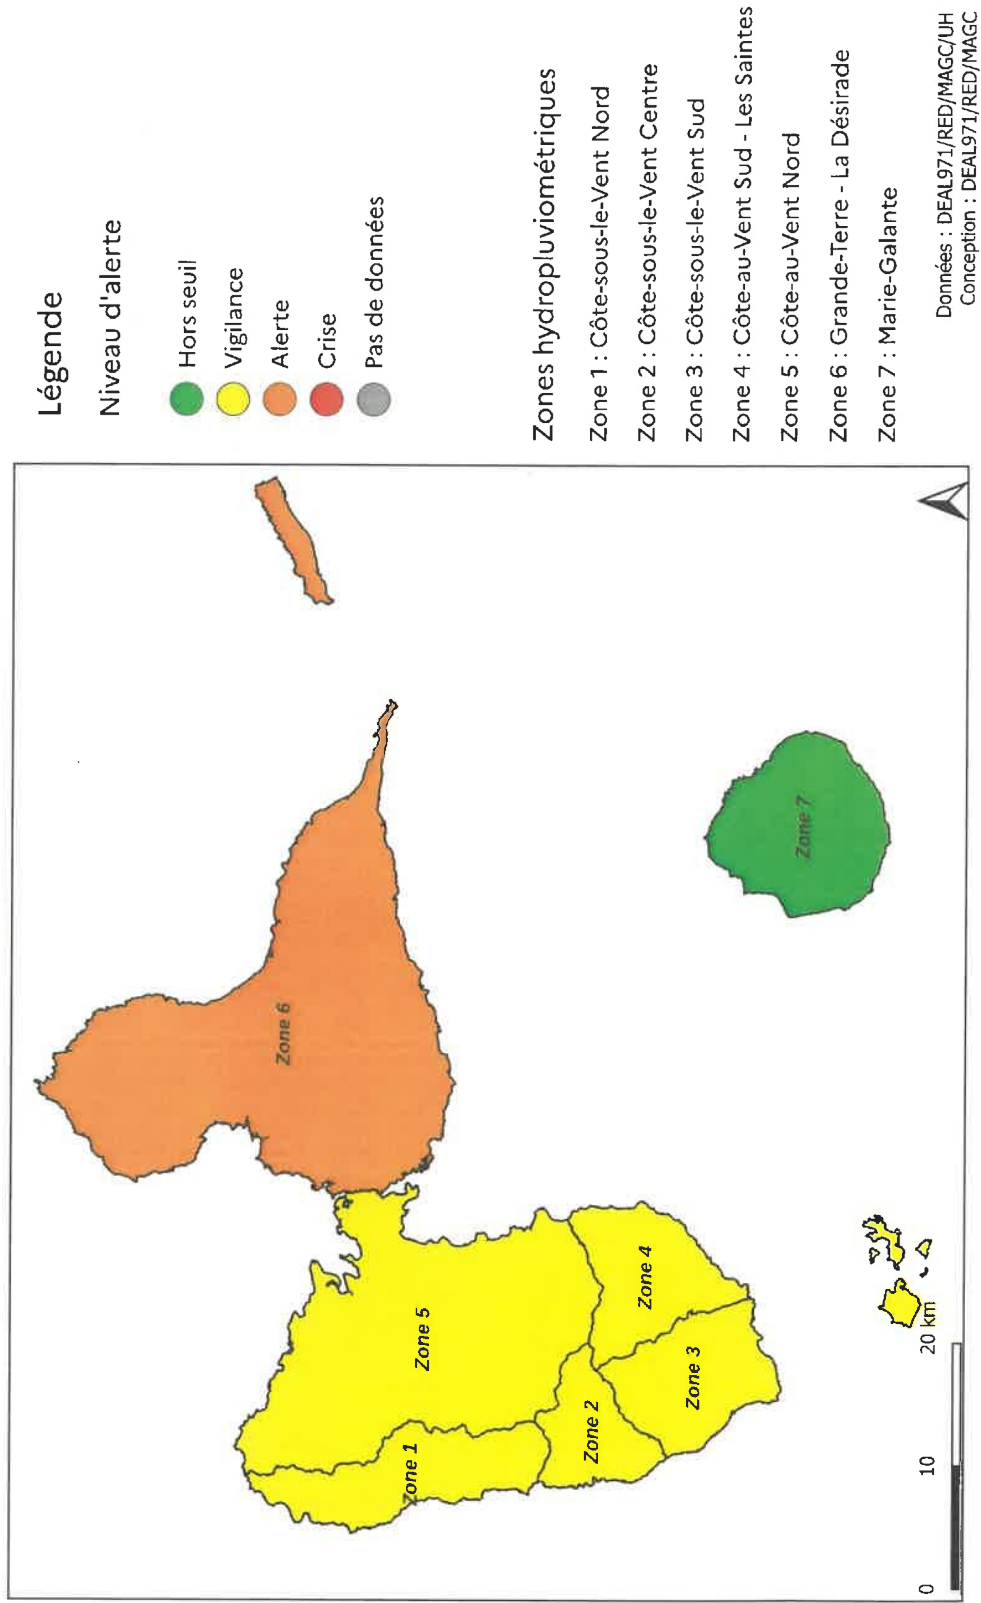 Légende
Niveau d'alerte
Hors seuil
Vigilance
Alerte
Crise
Pas de données
Zones hydropluviométriques
Zone 1 : Côte-sous-le-Vent Nord
Zone 2 : Côte-sous-le-Vent Centre
Zone 3 : Côte-sous-le-Vent Sud
Zone 4 : Côte-au-Vent Sud - Les Saintes
Zone 5 : Côte-au-Vent Nord
Zone 6 : Grande-Terre - La Désirade
Zone 7 : Marie-Galante
Données : DEAL971/RED/MAGC/UH
Conception : DEAL971/RED/MAGC
Zone 6
Zone 5
Zone 1
Zone 2
Zone 4
Zone 3
Zone 7
0 10 20 km